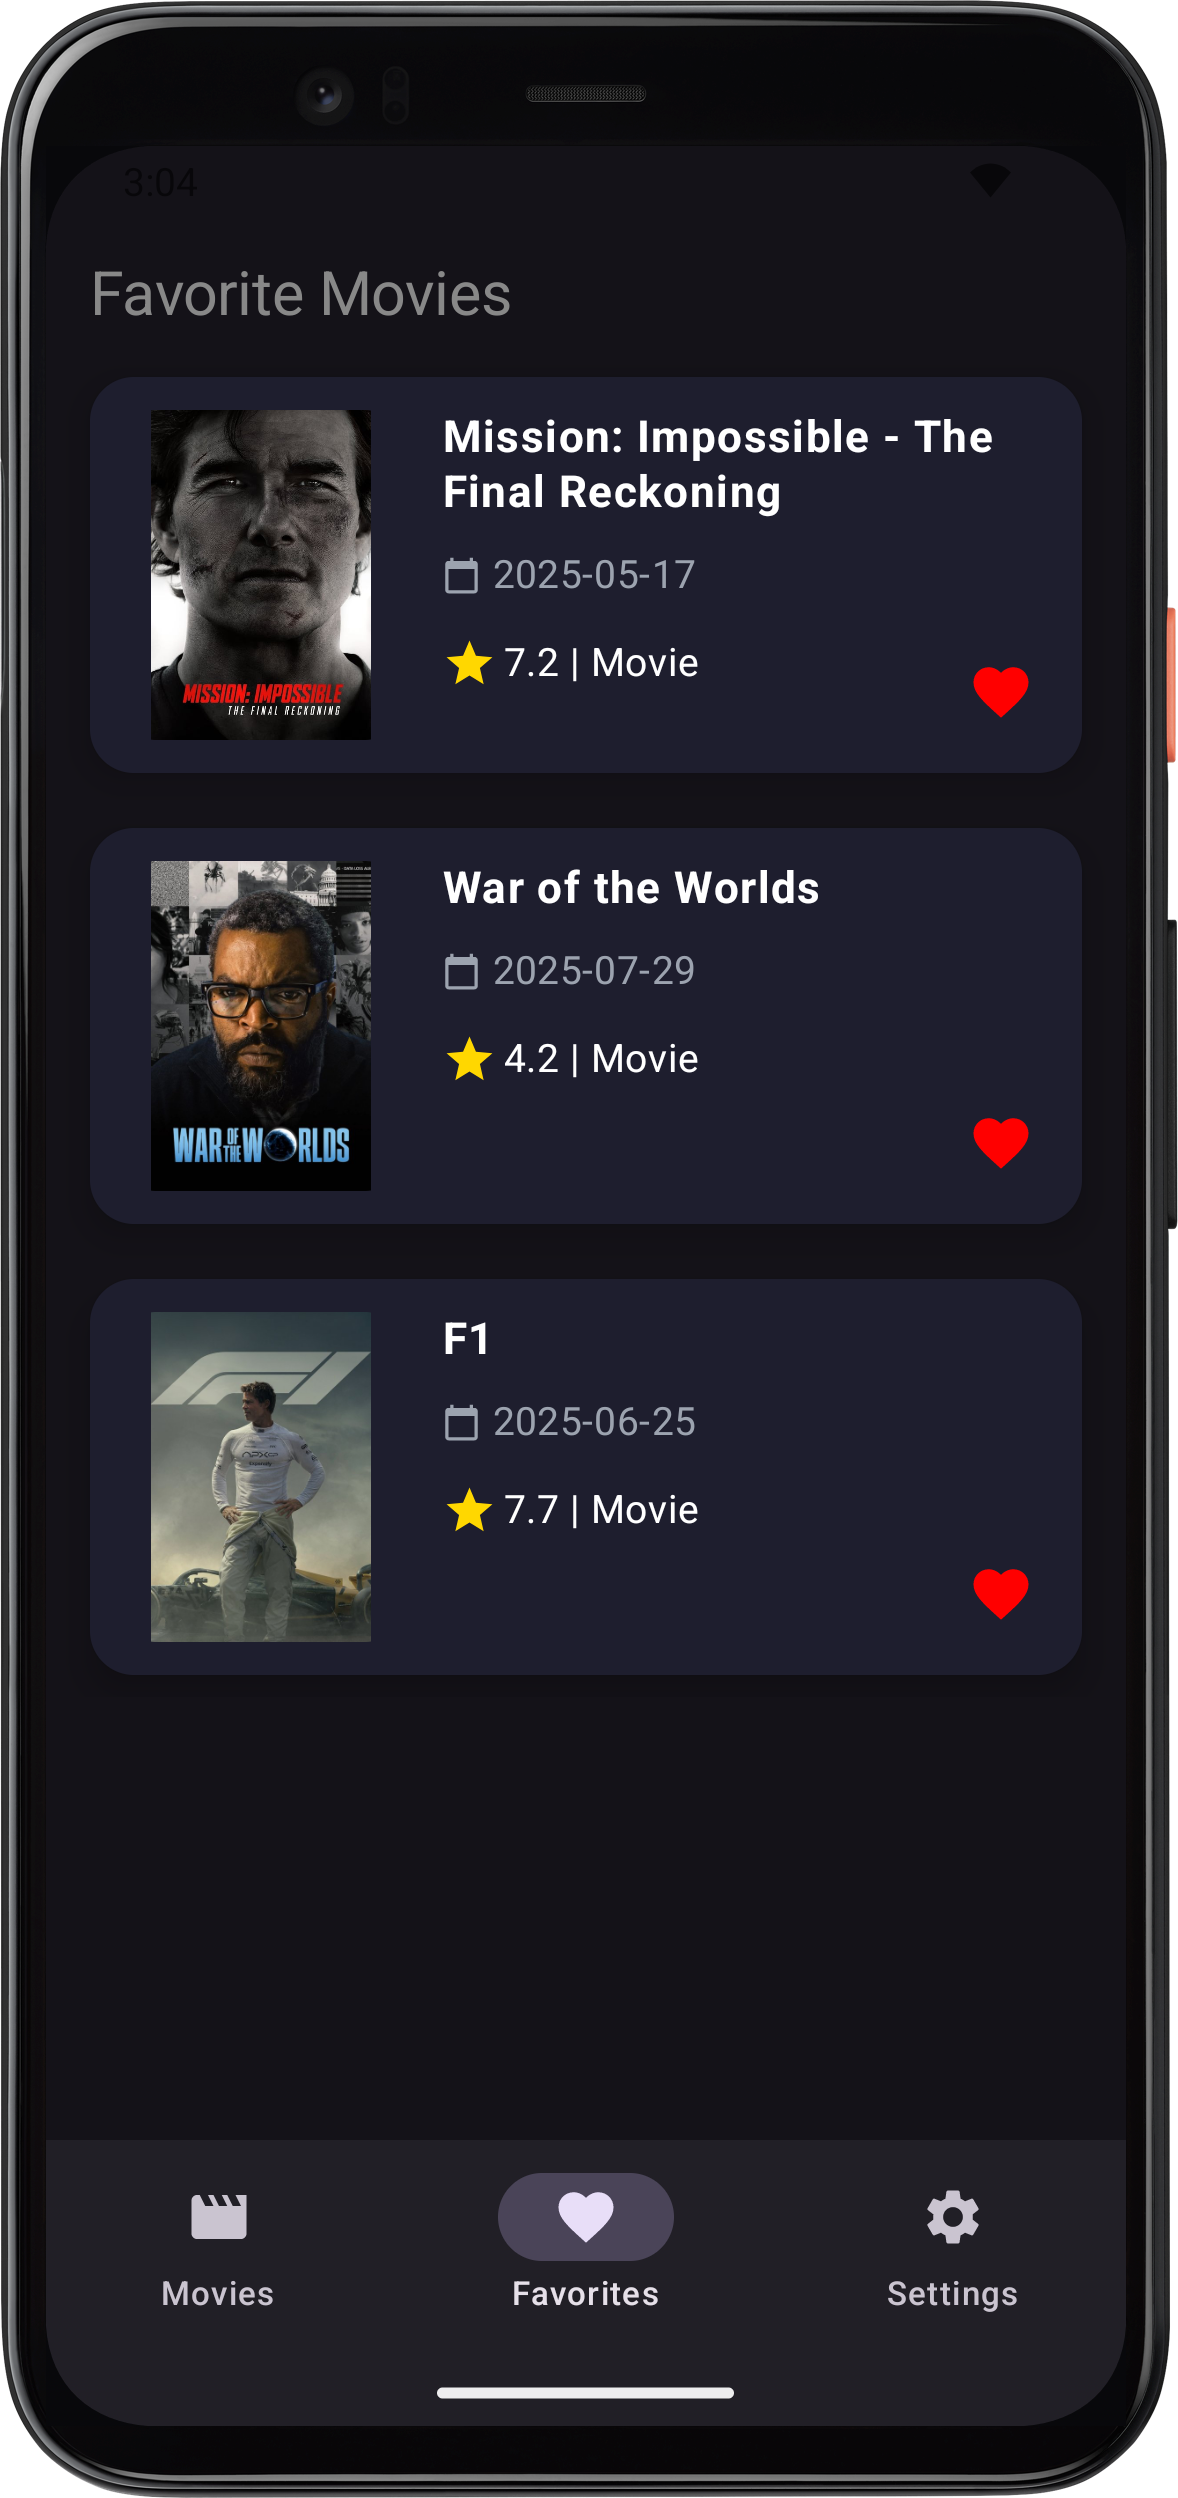 3:04
Favorite Movies
Mission: Impossible - The
Final Reckoning
2025-05-17
7.2 | Movie
MISSION: IMPOSSIBLE
THE FINAL RECKONING
War of the Worlds
2025-07-29
4.2 | Movie
WAR OF THE WORLDS
F1
2025-06-25
7.7 | Movie
F1
APXGP
Movies
Favorites
Settings